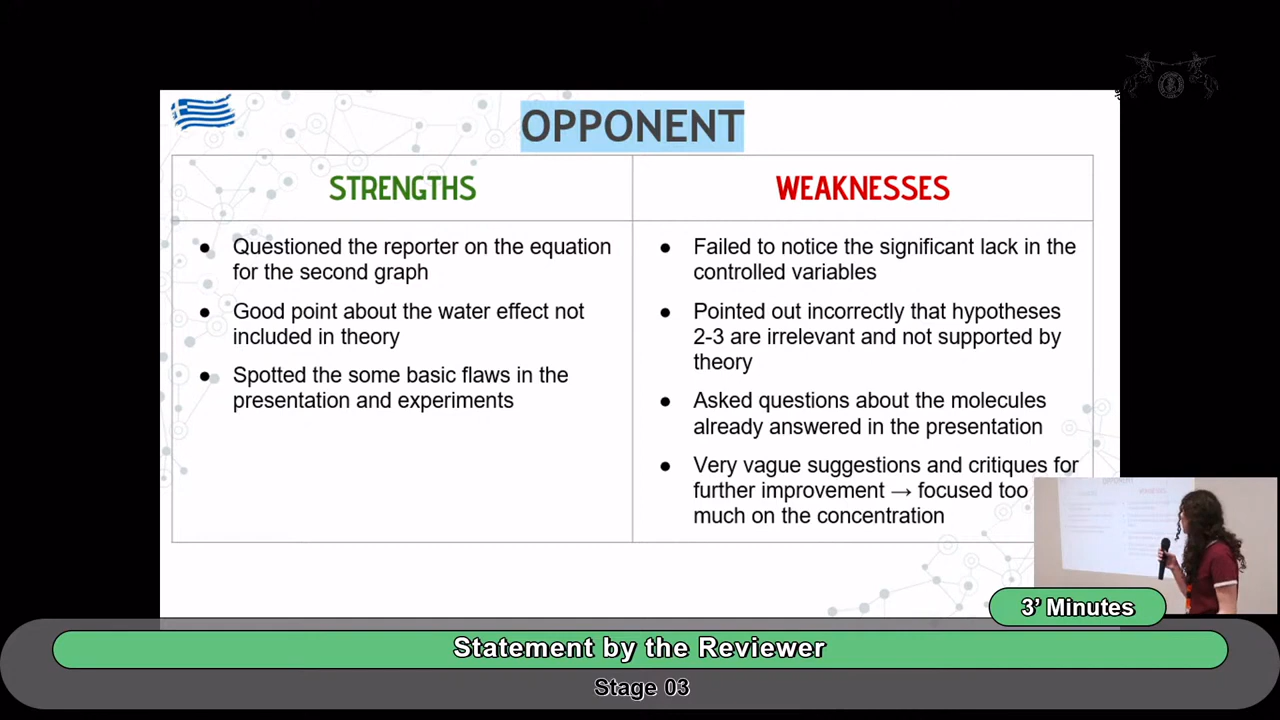 OPPONENT
STRENGTHS
WEAKNESSES
● Questioned the reporter on the equation
for the second graph
● Good point about the water effect not
included in theory
● Spotted the some basic flaws in the
presentation and experiments
● Failed to notice the significant lack in the
controlled variables
● Pointed out incorrectly that hypotheses
2-3 are irrelevant and not supported by
theory
● Asked questions about the molecules
already answered in the presentation
● Very vague suggestions and critiques for
further improvement → focused too
much on the concentration
3’ Minutes
Statement by the Reviewer
Stage 03